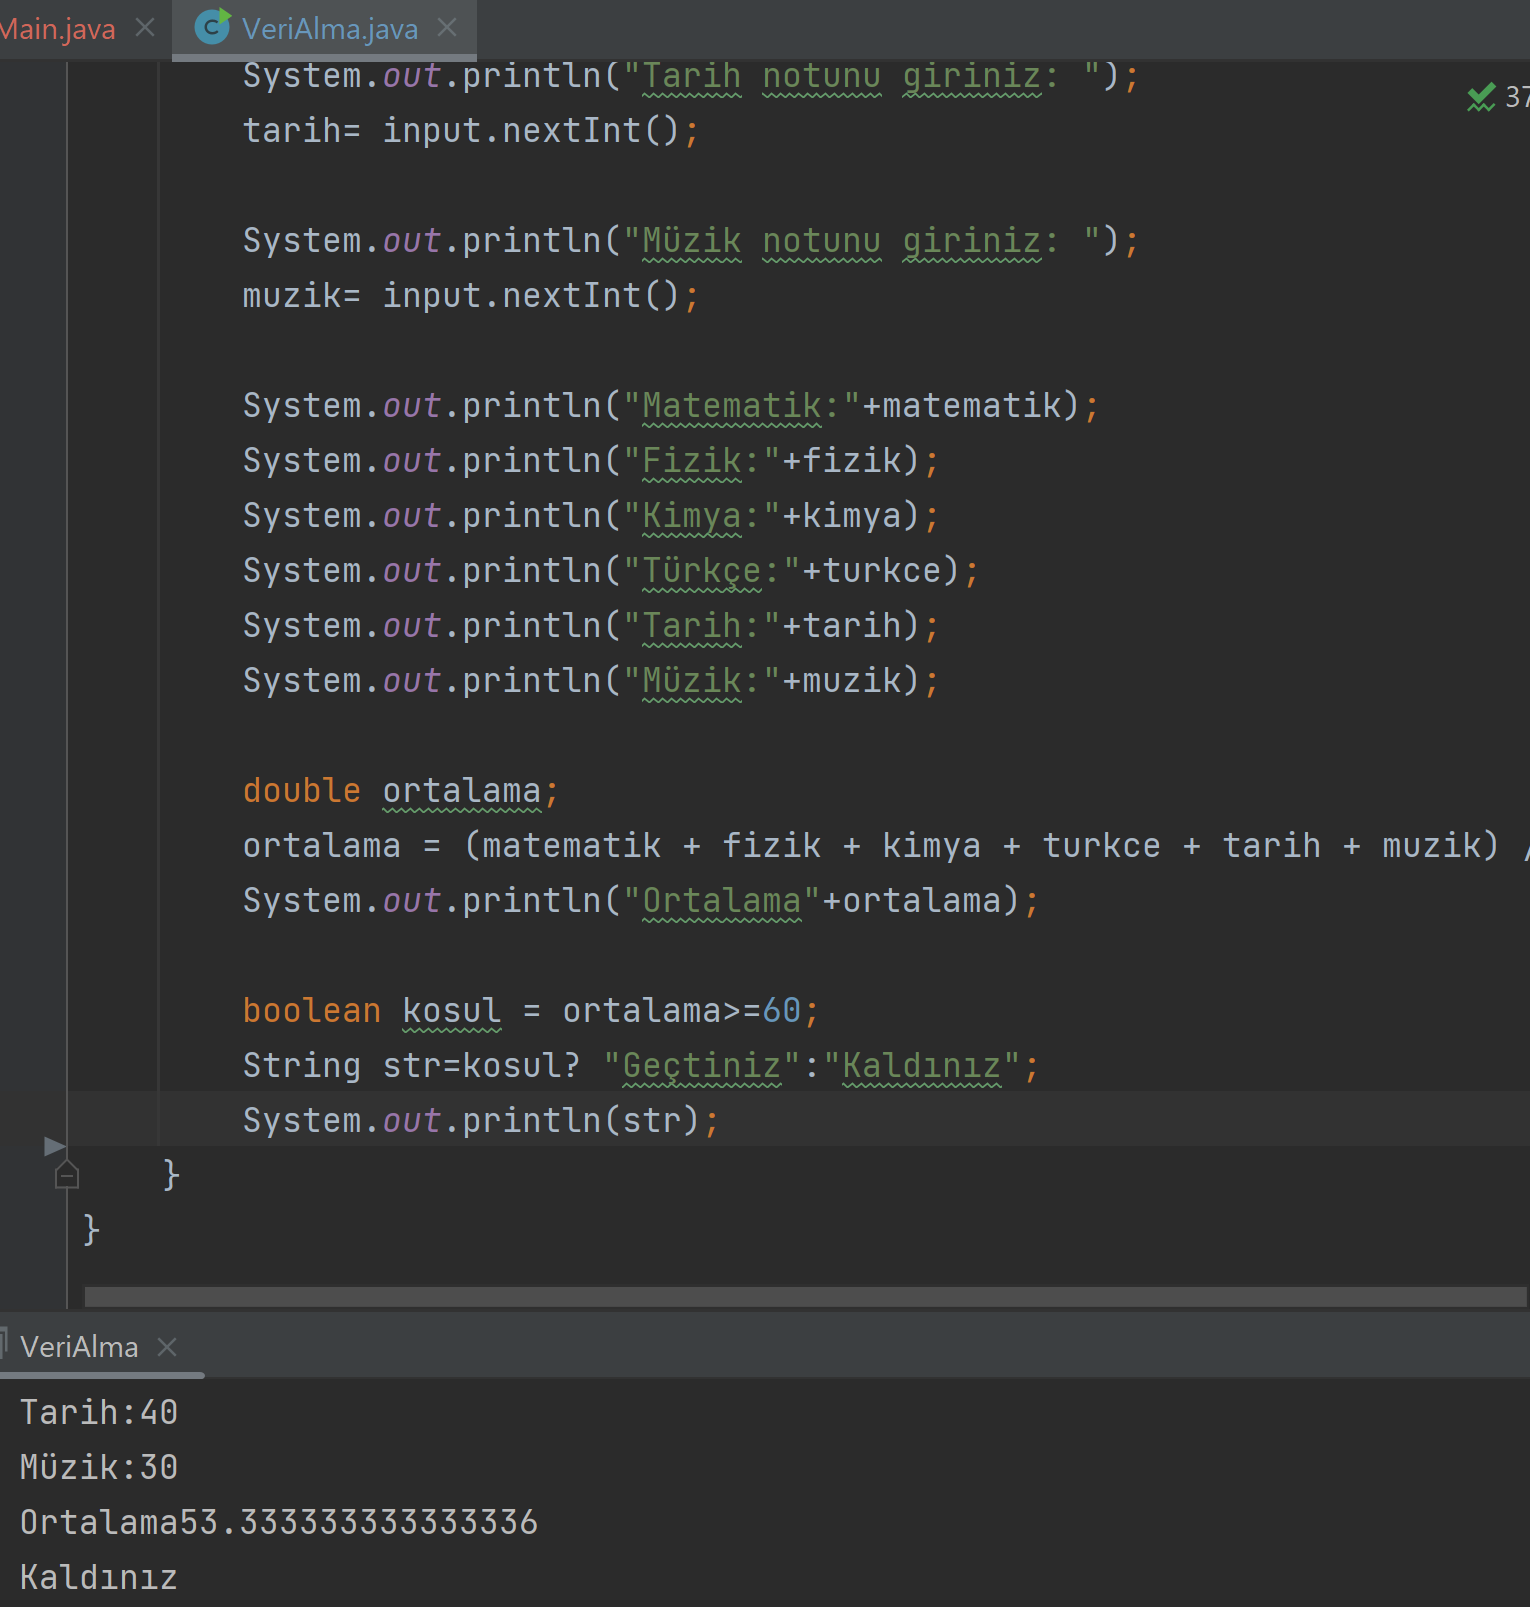 Main.java
VeriAlma.java
System.out.println("Tarih notunu giriniz: ");
37
tarih= input.nextInt();
System.out.println("Müzik notunu giriniz: ");
muzik= input.nextInt();
System.out.println("Matematik:"+matematik);
System.out.println("Fizik:"+fizik);
System.out.println("Kimya:"+kimya);
System.out.println("Türkçe:"+turkce);
System.out.println("Tarih:"+tarih);
System.out.println("Müzik:"+muzik);
double ortalama;
ortalama = (matematik + fizik + kimya + turkce + tarih + muzik) /
System.out.println("Ortalama"+ortalama);
boolean kosul = ortalama>=60;
String str=kosul? "Geçtiniz":"Kaldınız";
System.out.println(str);
}
}
VeriAlma
Tarih:40
Müzik:30
Ortalama53.333333333333336
Kaldınız